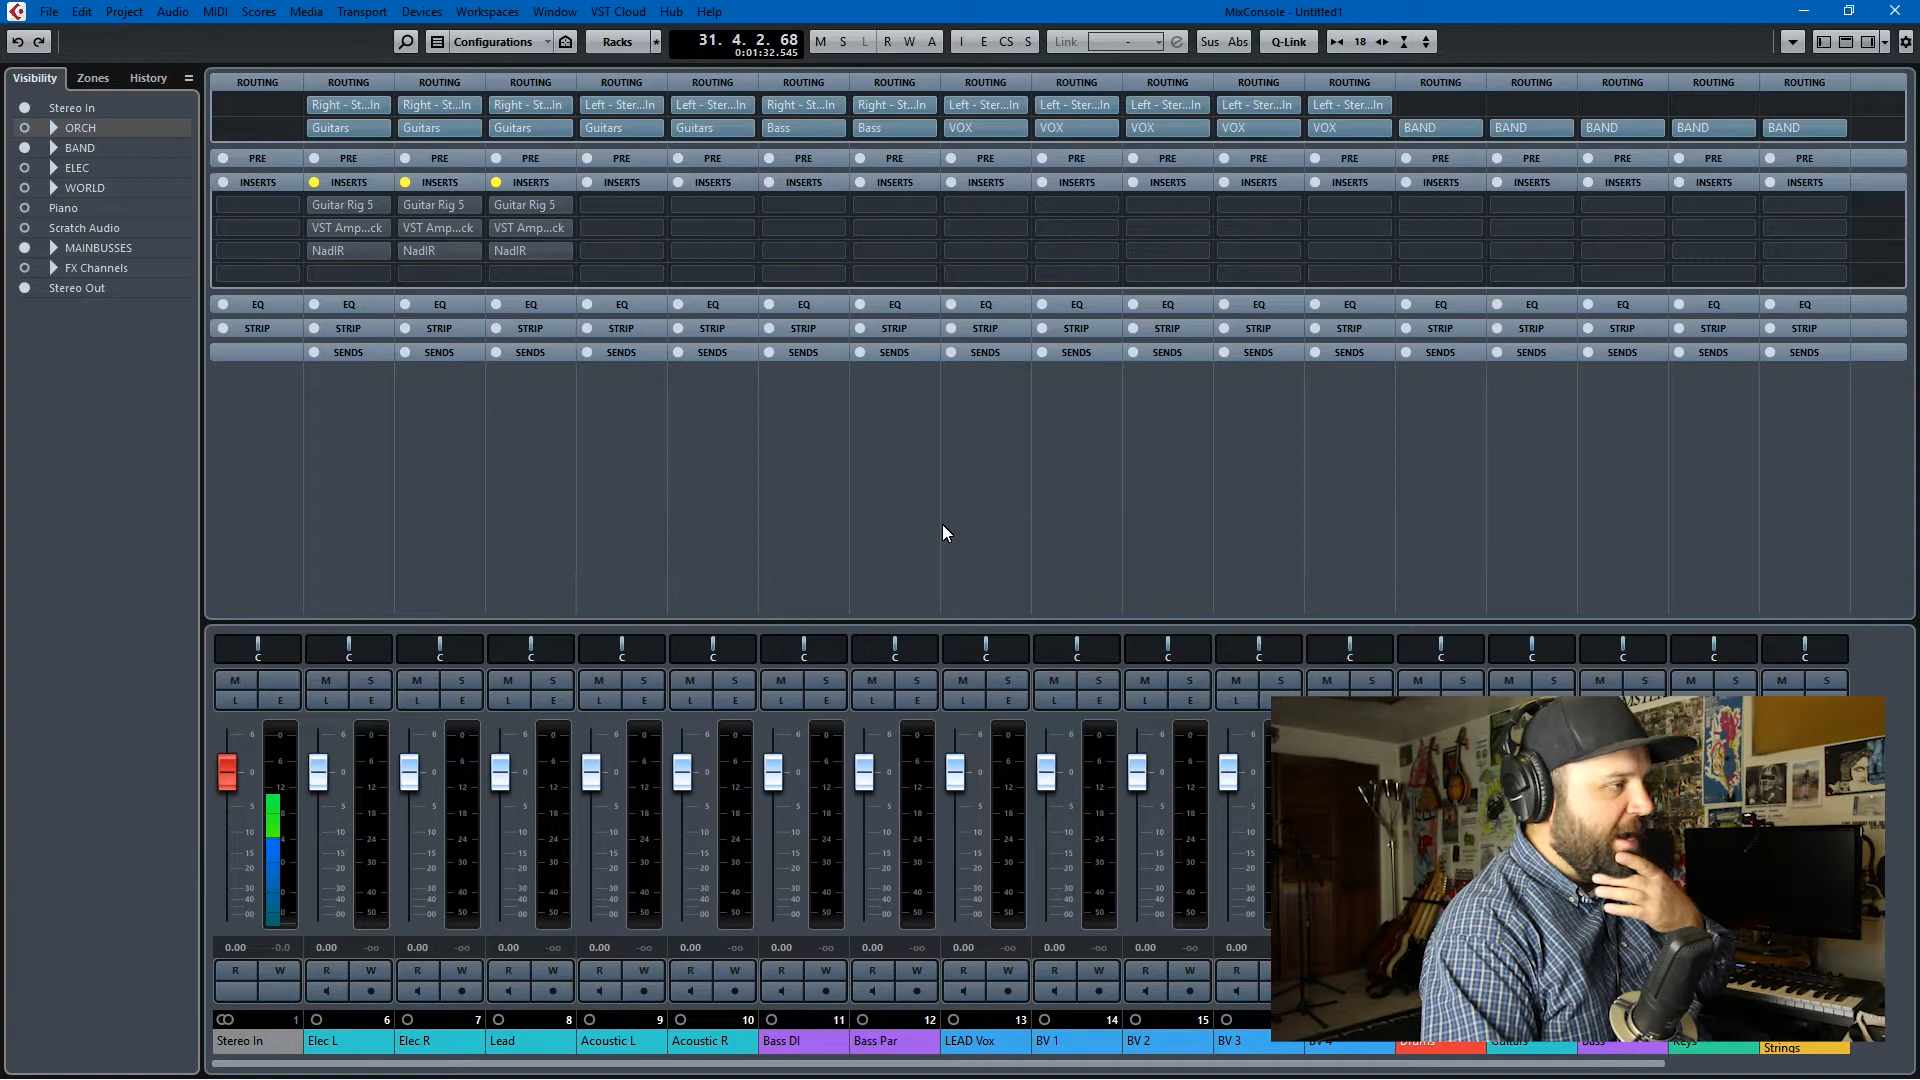 File Edit Project Audio MIDI Scores Media Transport Devices Workspaces Window VST Cloud Hub Help MixConsole - Untitled1
Configurations Racks * 31. 4. 2. 68 M S L R W A I E CS S Link - Sus Abs Q-Link 18
0:01:32.545
Visibility Zones History
Stereo In
ORCH
BAND
ELEC
WORLD
Piano
Scratch Audio
MAINBUSSES
FX Channels
Stereo Out
ROUTING ROUTING ROUTING ROUTING ROUTING ROUTING ROUTING ROUTING ROUTING ROUTING ROUTING ROUTING ROUTING ROUTING ROUTING ROUTING ROUTING ROUTING
Right - St...In Right - St...In Right - St...In Left - Ster...In Left - Ster...In Right - St...In Right - St...In Left - Ster...In Left - Ster...In Left - Ster...In Left - Ster...In Left - Ster...In
Guitars Guitars Guitars Guitars Guitars Bass Bass VOX VOX VOX VOX VOX BAND BAND BAND BAND BAND
PRE PRE PRE PRE PRE PRE PRE PRE PRE PRE PRE PRE PRE PRE PRE PRE PRE PRE
INSERTS INSERTS INSERTS INSERTS INSERTS INSERTS INSERTS INSERTS INSERTS INSERTS INSERTS INSERTS INSERTS INSERTS INSERTS INSERTS INSERTS INSERTS
Guitar Rig 5 Guitar Rig 5 Guitar Rig 5
VST Amp...ck VST Amp...ck VST Amp...ck
NadIR NadIR NadIR
EQ EQ EQ EQ EQ EQ EQ EQ EQ EQ EQ EQ EQ EQ EQ EQ EQ EQ
STRIP STRIP STRIP STRIP STRIP STRIP STRIP STRIP STRIP STRIP STRIP STRIP STRIP STRIP STRIP STRIP STRIP STRIP
SENDS SENDS SENDS SENDS SENDS SENDS SENDS SENDS SENDS SENDS SENDS SENDS SENDS SENDS SENDS SENDS SENDS
C C C C C C C C C C C C C C C C C C
M M S M S M S M S M S M S M S M S M S M S M S M S M S M S M S M S M S
L E L E L E L E L E L E L E L E L E L E L E L
0.00 -0.0 0.00 -oo 0.00 -oo 0.00 -oo 0.00 -oo 0.00 -oo 0.00 -oo 0.00 -oo 0.00 -oo 0.00 -oo 0.00 -oo 0.00
R W R W R W R W R W R W R W R W R W R W R W R
1 6 7 8 9 10 11 12 13 14 15
Stereo In Elec L Elec R Lead Acoustic L Acoustic R Bass DI Bass Par LEAD Vox BV 1 BV 2 BV 3
Strings